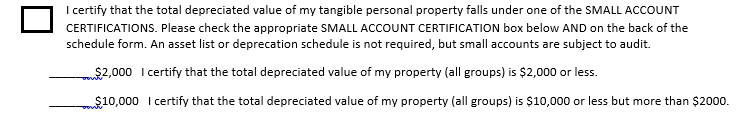 I certify that the total depreciated value of my tangible personal property falls under one of the SMALL ACCOUNT
CERTIFICATIONS. Please check the appropriate SMALL ACCOUNT CERTIFICATION box below AND on the back of the
schedule form. An asset list or deprecation schedule is not required, but small accounts are subject to audit.
______$2,000 I certify that the total depreciated value of my property (all groups) is $2,000 or less.
______$10,000 I certify that the total depreciated value of my property (all groups) is $10,000 or less but more than $2000.